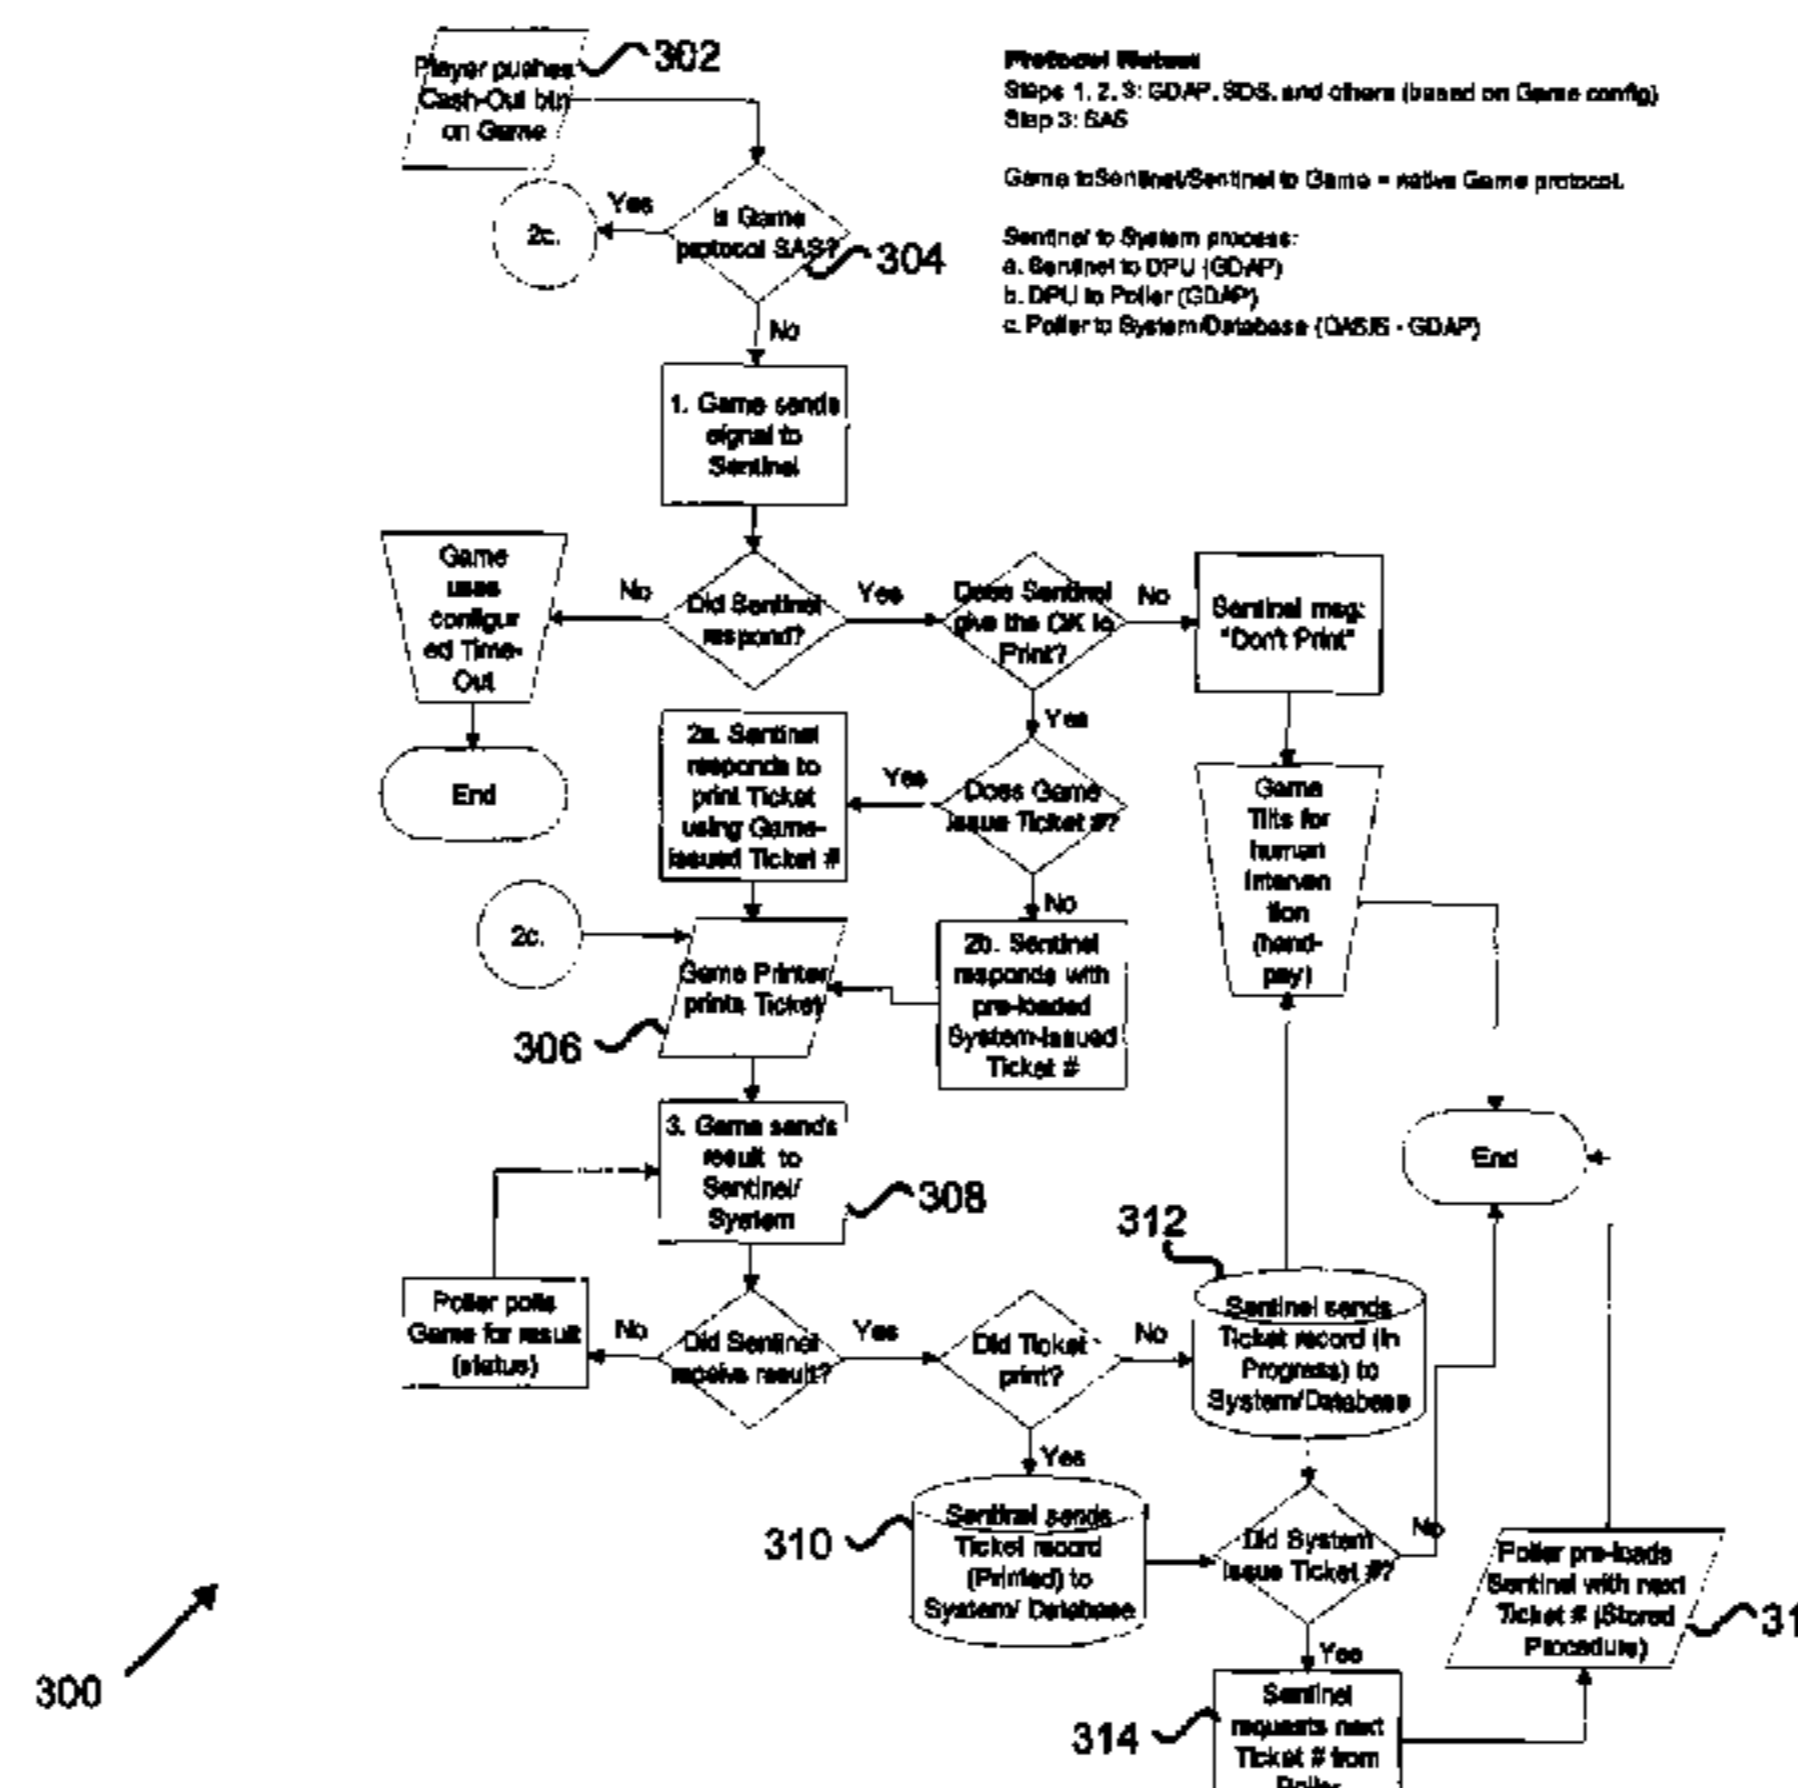 Player pushes
Cash-Out btn
on Game
302
Protocol Notes:
Steps 1, 2, 3: GDAP, SDS, and others (based on Game config)
Step 3: SAS
Game to Sentinel/Sentinel to Game = native Game protocol.
Sentinel to System process:
a. Sentinel to DPU (GDAP)
b. DPU to Poller (GDAP)
c. Poller to System/Database (OASIS - GDAP)
2c.
Yes
Is Game
protocol SAS?
304
No
1. Game sends
signal to
Sentinel
Game
uses
configur
ed Time-
Out
No
Did Sentinel
respond?
Yes
Does Sentinel
give the OK to
Print?
No
Sentinel msg:
"Don't Print"
End
2a. Sentinel
responds to
print Ticket
using Game-
issued Ticket #
Yes
Yes
Does Game
issue Ticket #?
No
Game
Tilts for
human
Interven
tion
(hand-
pay)
2c.
Game Printer
prints Ticket
306
2b. Sentinel
responds with
pre-loaded
System-Issued
Ticket #
3. Game sends
result to
Sentinel/
System
308
End
312
Poller polls
Game for result
(status)
No
Did Sentinel
receive result?
Yes
Did Ticket
print?
No
Sentinel sends
Ticket record (In
Progress) to
System/Database
Yes
310
Sentinel sends
Ticket record
(Printed) to
System/ Database
Did System
issue Ticket #?
No
Poller pre-loads
Sentinel with next
Ticket # (Stored
Procedure)
31
Yes
300
314
Sentinel
requests next
Ticket # from
Poller